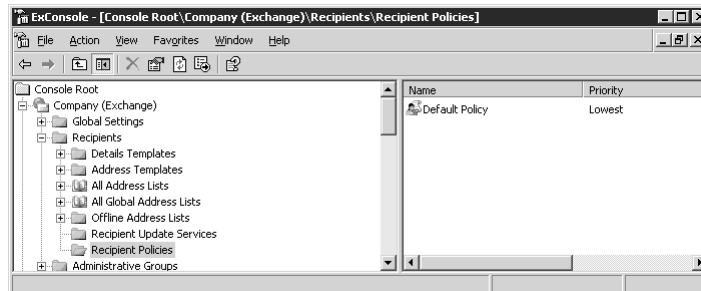 ExConsole - [Console Root\Company (Exchange)\Recipients\Recipient Policies]
File Action View Favorites Window Help
Console Root
Company (Exchange)
Global Settings
Recipients
Details Templates
Address Templates
All Address Lists
All Global Address Lists
Offline Address Lists
Recipient Update Services
Recipient Policies
Administrative Groups
Name Priority
Default Policy Lowest